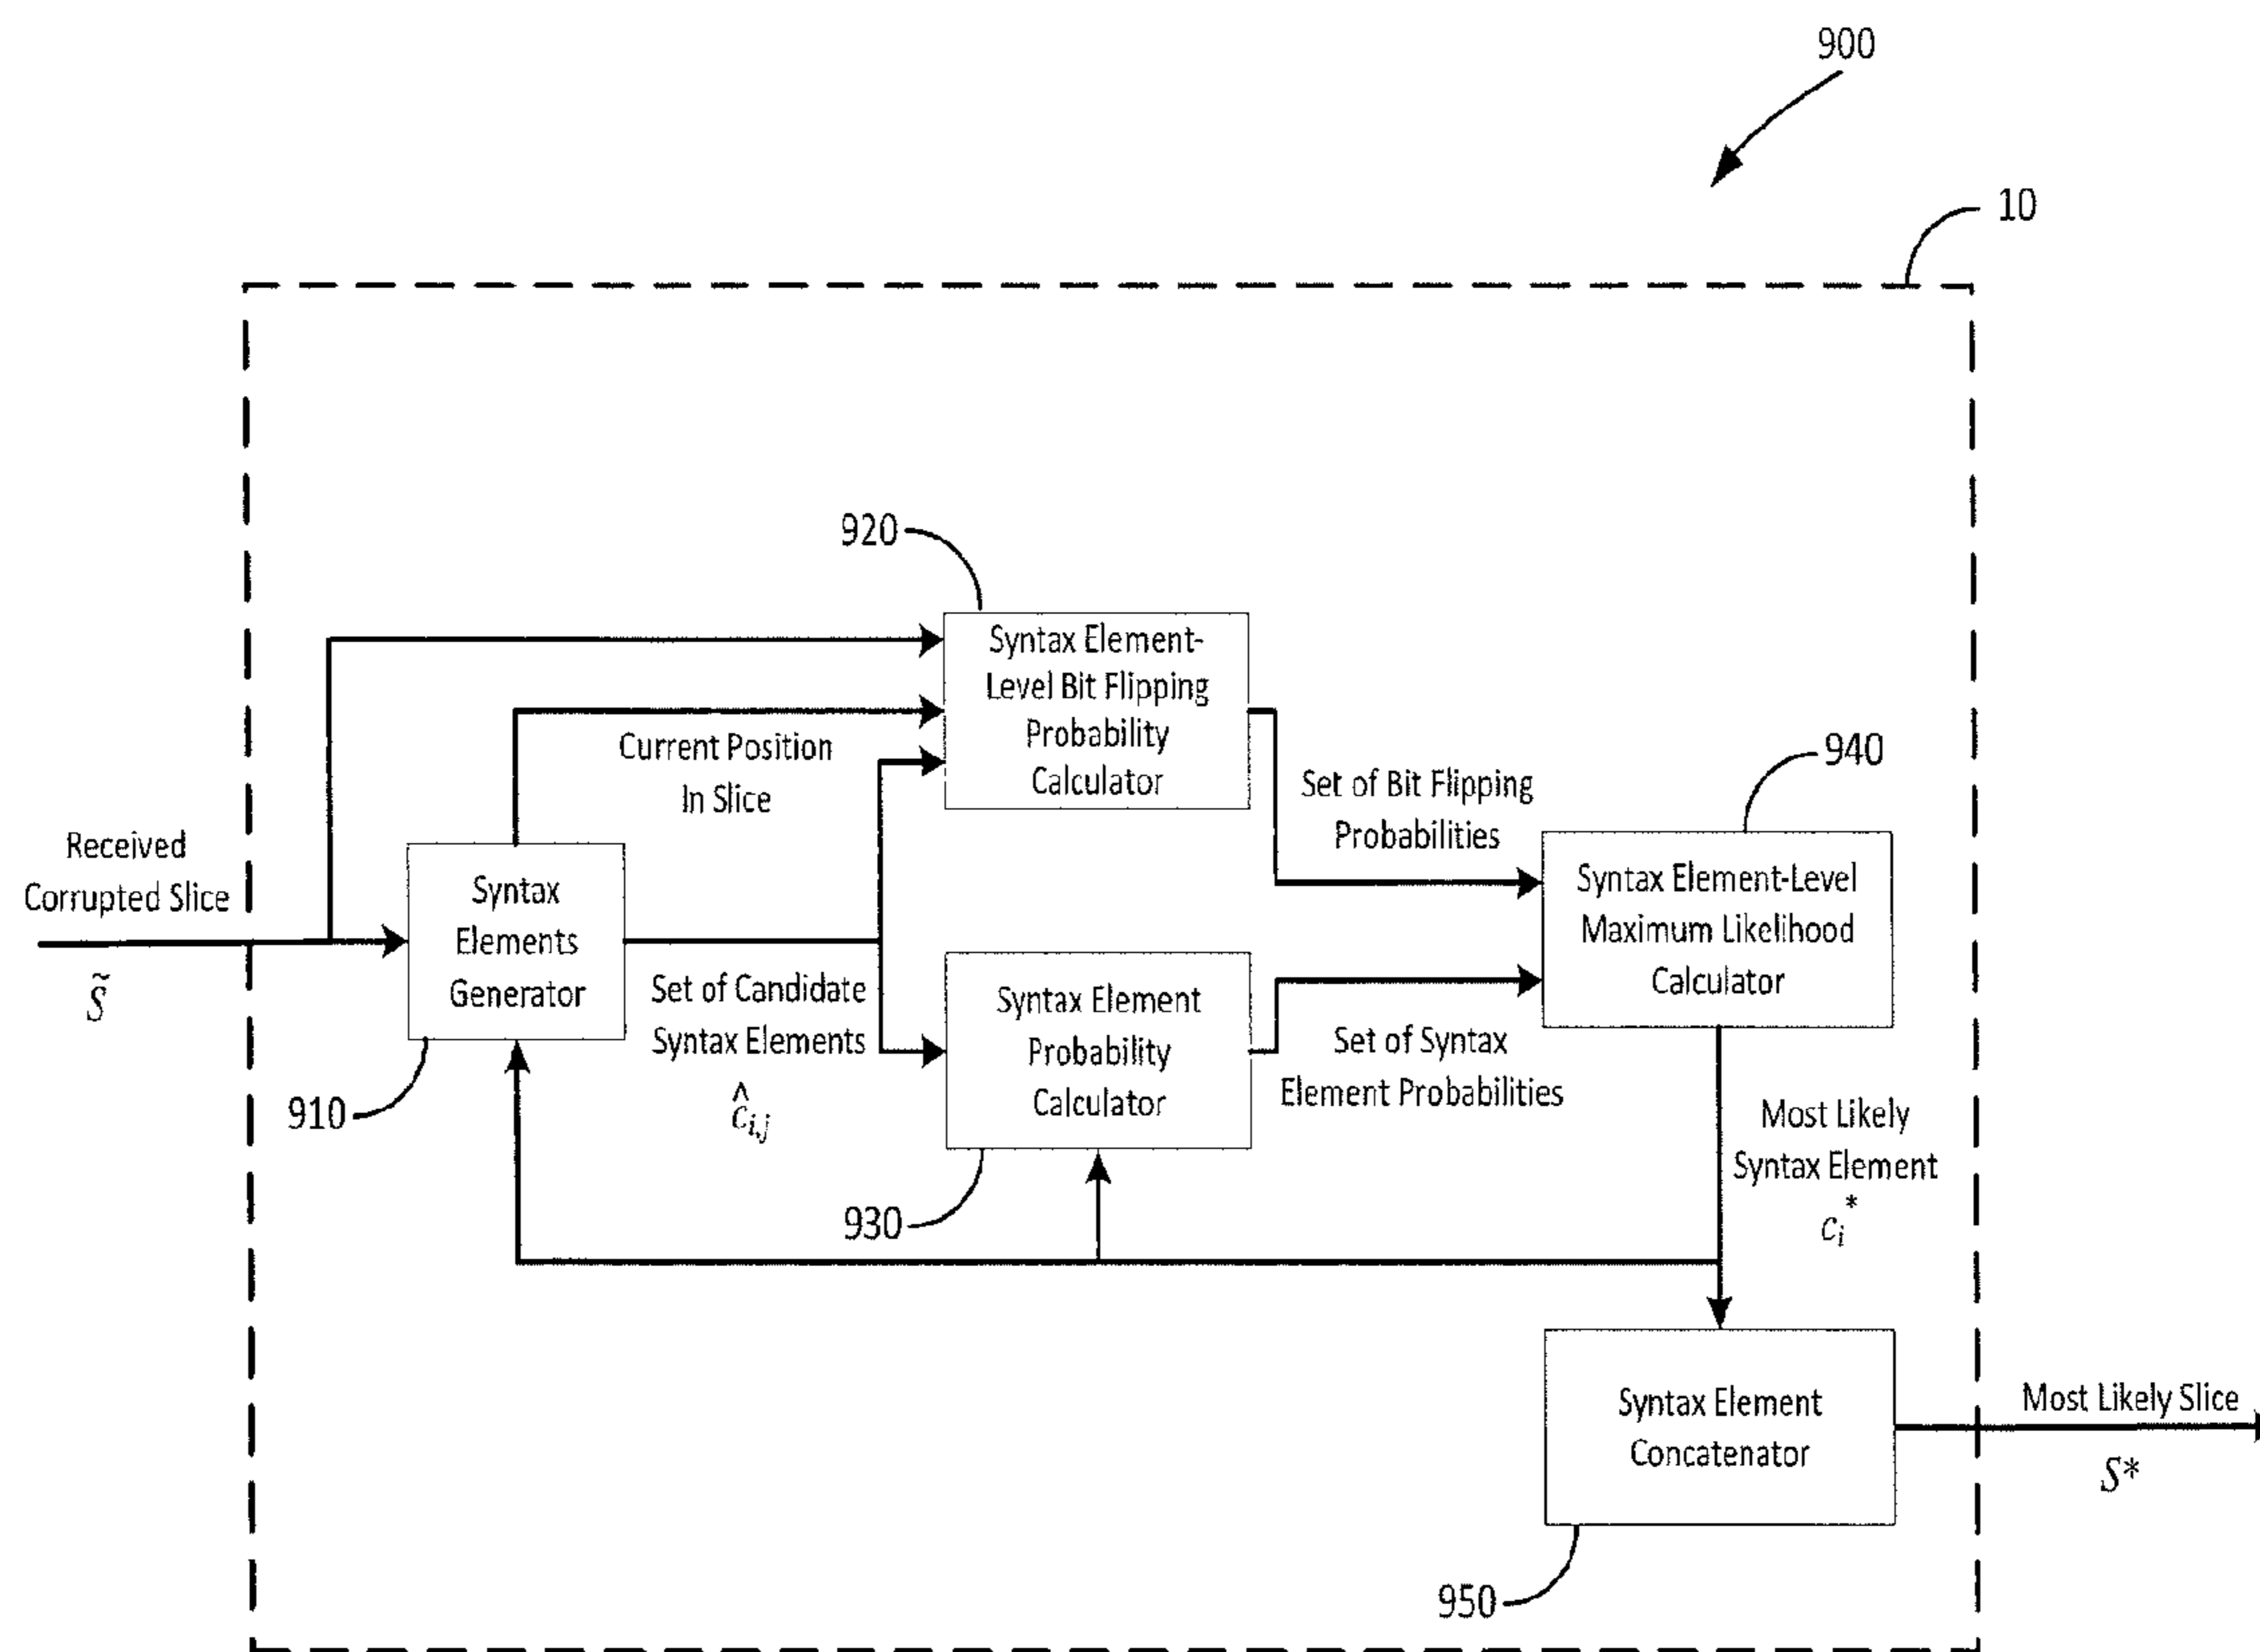 900
10
920
Syntax Element-
Level Bit Flipping
Probability
Calculator
Current Position
In Slice
940
Set of Bit Flipping
Probabilities
Received
Corrupted Slice
S̃
Syntax
Elements
Generator
Syntax Element-Level
Maximum Likelihood
Calculator
Set of Candidate
Syntax Elements
ĉi,j
Syntax Element
Probability
Calculator
Set of Syntax
Element Probabilities
910
930
Most Likely
Syntax Element
ci*
Syntax Element
Concatenator
Most Likely Slice
S*
950